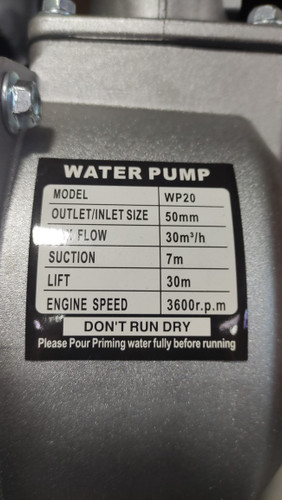 WATER PUMP
MODEL WP20
OUTLET/INLET SIZE 50mm
FLOW 30m³/h
SUCTION 7m
LIFT 30m
ENGINE SPEED 3600r.p.m
DON'T RUN DRY
Please Pour Priming water fully before running